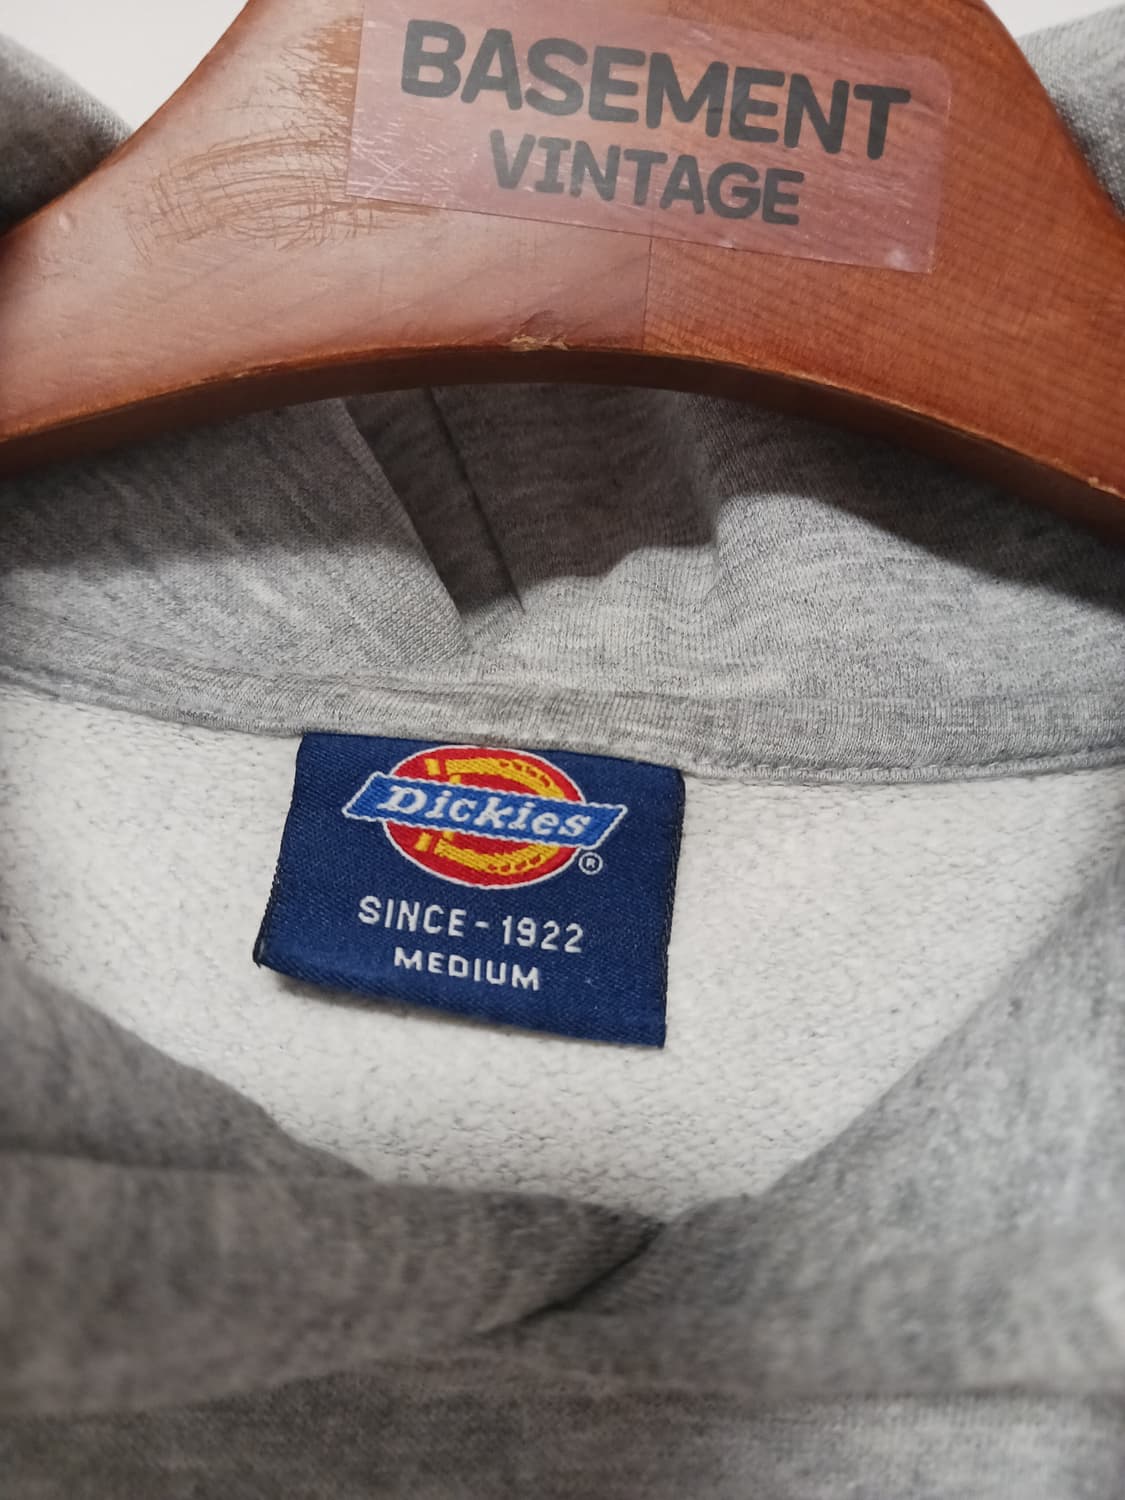 BASEMENT
VINTAGE
Dickies
®
SINCE - 1922
MEDIUM